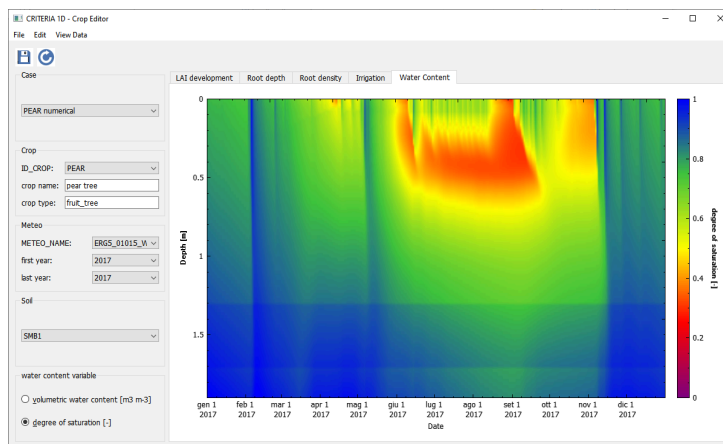 CRITERIA 1D - Crop Editor
File Edit View Data
Case
PEAR numerical
Crop
ID_CROP: PEAR
crop name: pear tree
crop type: fruit_tree
Meteo
METEO_NAME: ERG5_01015_VI
first year: 2017
last year: 2017
Soil
SMB1
water content variable
volumetric water content [m3 m-3]
degree of saturation [-]
LAI development Root depth Root density Irrigation Water Content
0
0.5
1
1.5
Depth [m]
gen 1 feb 1 mar 1 apr 1 mag 1 giu 1 lug 1 ago 1 set 1 ott 1 nov 1 dic 1
2017 2017 2017 2017 2017 2017 2017 2017 2017 2017 2017 2017
Date
1
0.8
0.6
0.4
0.2
0
degree of saturation [-]